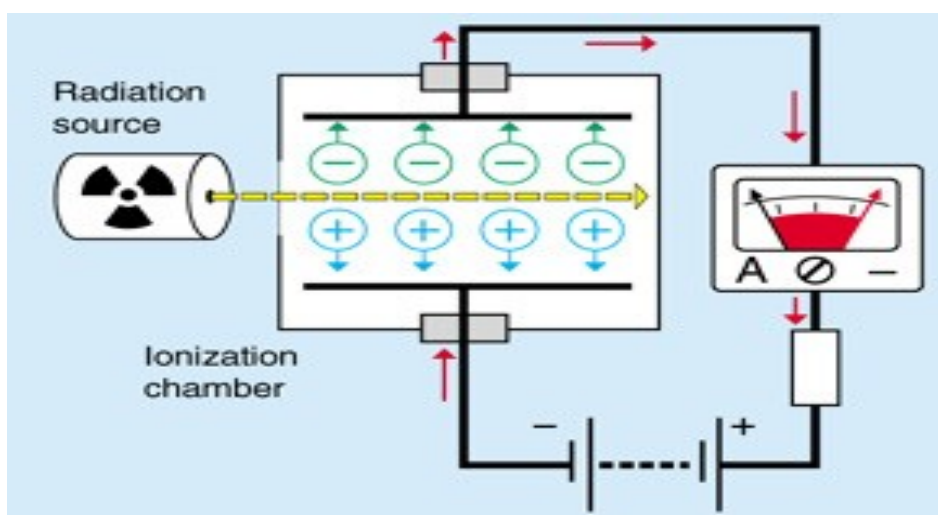 Radiation
source
A –
Ionization
chamber
– +